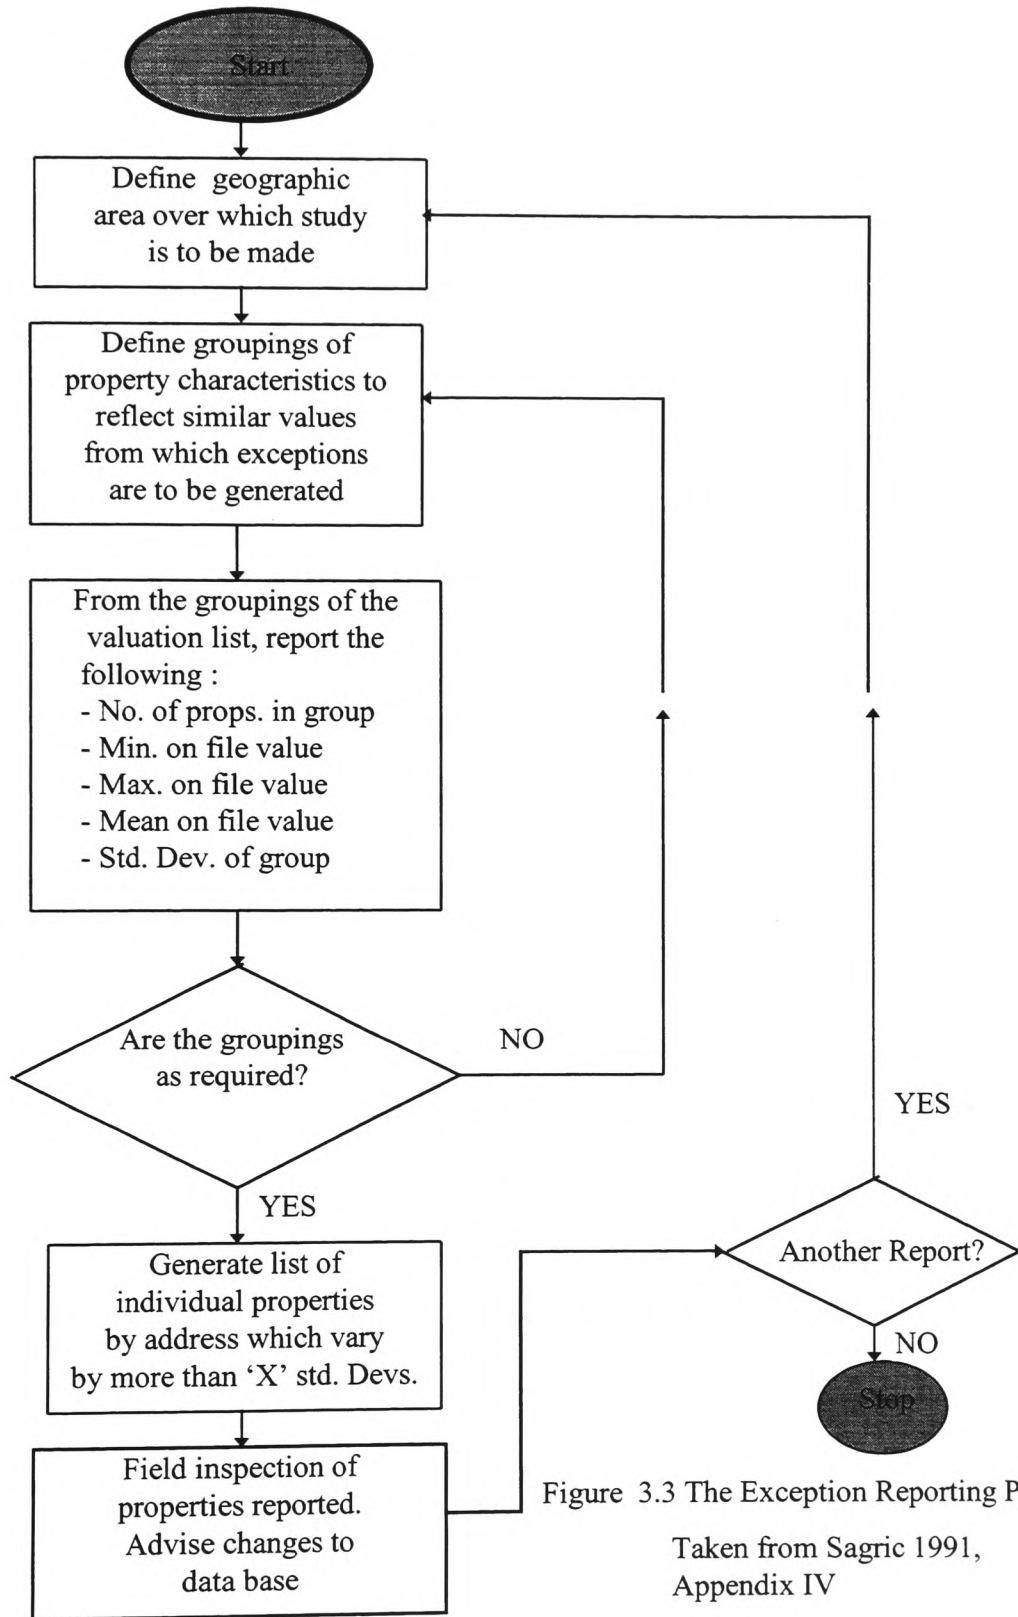 Start
Define geographic
area over which study
is to be made
Define groupings of
property characteristics to
reflect similar values
from which exceptions
are to be generated
From the groupings of the
valuation list, report the
following :
- No. of props. in group
- Min. on file value
- Max. on file value
- Mean on file value
- Std. Dev. of group
Are the groupings
as required?
NO
YES
Generate list of
individual properties
by address which vary
by more than ‘X’ std. Devs.
Field inspection of
properties reported.
Advise changes to
data base
YES
Another Report?
NO
Stop
Figure 3.3 The Exception Reporting P
Taken from Sagric 1991,
Appendix IV